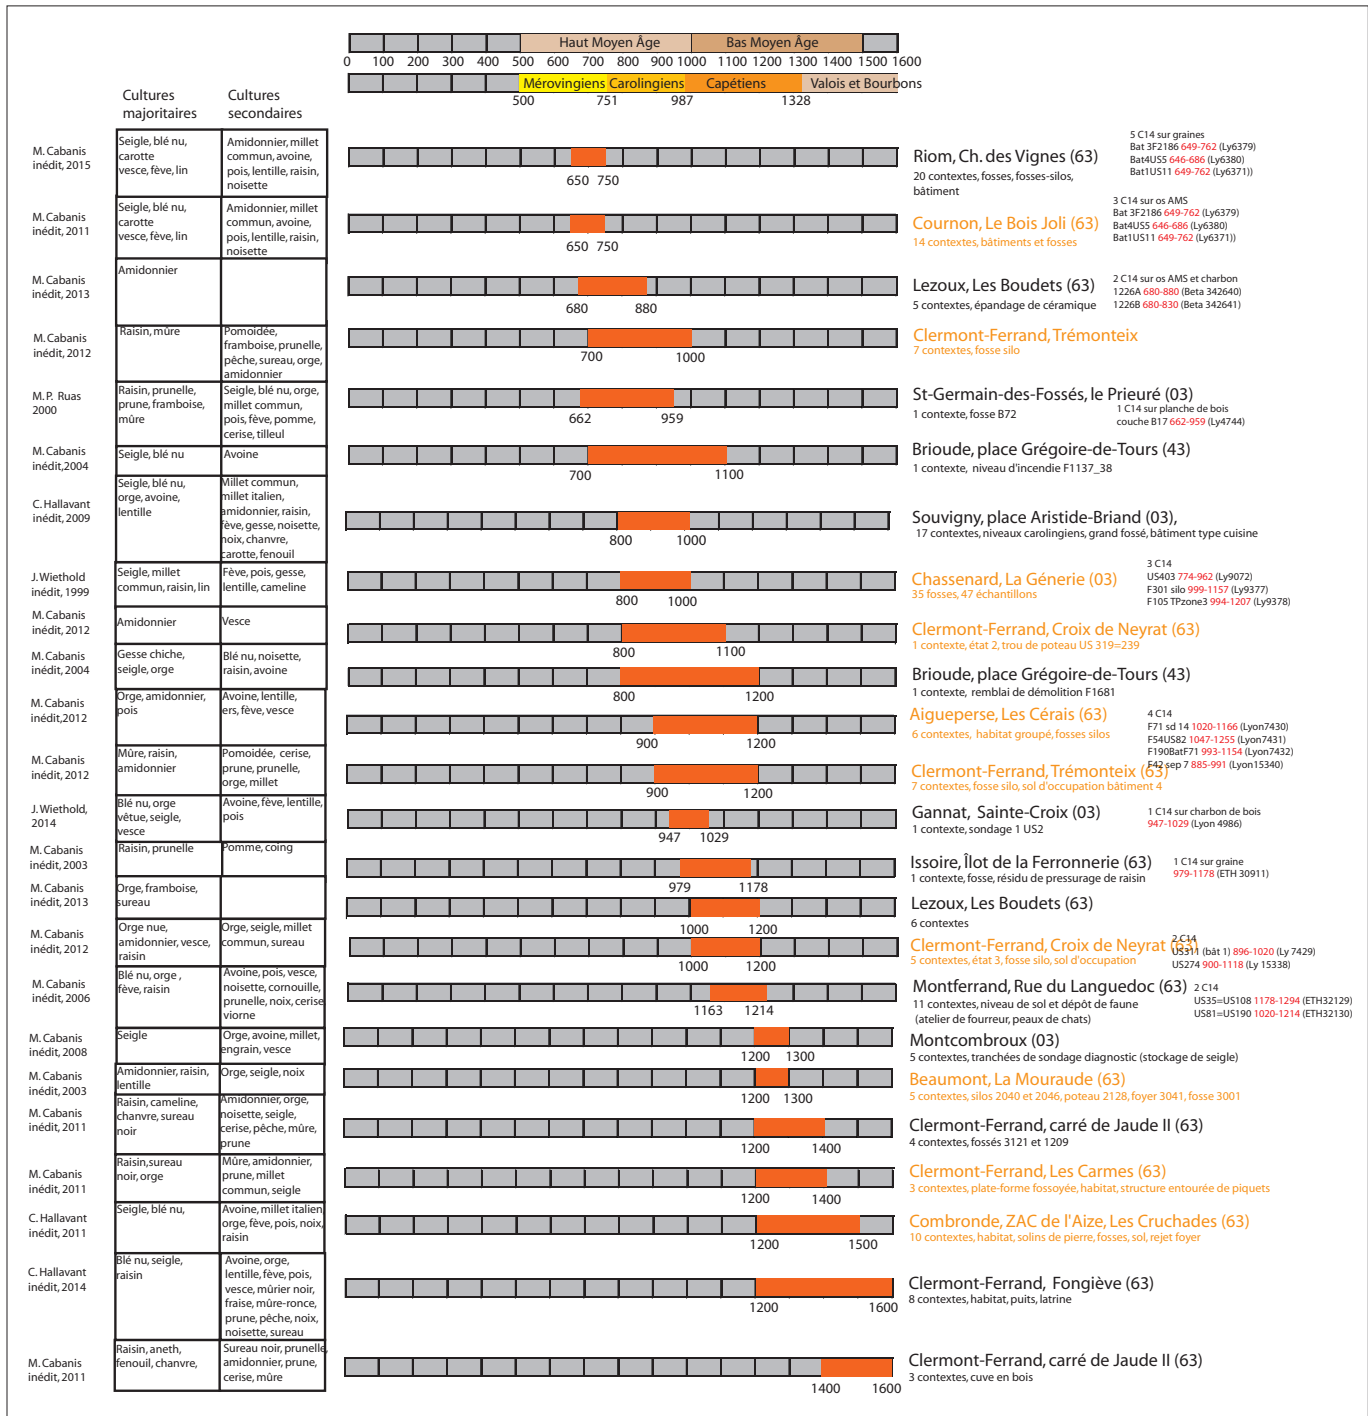 Haut Moyen Âge
Bas Moyen Âge
0 100 200 300 400 500 600 700 800 900 1000 1100 1200 1300 1400 1500 1600
Mérovingiens Carolingiens Capétiens Valois et Bourbons
500 751 987 1328
Cultures
majoritaires
Cultures
secondaires
M. Cabanis
inédit, 2015
Seigle, blé nu,
carotte
vesce, fève, lin
Amidonnier, millet
commun, avoine,
pois, lentille, raisin,
noisette
650 750
Riom, Ch. des Vignes (63)
20 contextes, fosses, fosses-silos,
bâtiment
5 C14 sur graines
Bat 3F2186 649-762 (Ly6379)
Bat4US5 646-686 (Ly6380)
Bat1US11 649-762 (Ly6371))
M. Cabanis
inédit, 2011
Seigle, blé nu,
carotte
vesce, fève, lin
Amidonnier, millet
commun, avoine,
pois, lentille, raisin,
noisette
650 750
Cournon, Le Bois Joli (63)
14 contextes, bâtiments et fosses
3 C14 sur os AMS
Bat 3F2186 649-762 (Ly6379)
Bat4US5 646-686 (Ly6380)
Bat1US11 649-762 (Ly6371))
M. Cabanis
inédit, 2013
Amidonnier
680 880
Lezoux, Les Boudets (63)
5 contextes, épandage de céramique
2 C14 sur os AMS et charbon
1226A 680-880 (Beta 342640)
1226B 680-830 (Beta 342641)
M. Cabanis
inédit, 2012
Raisin, mûre
Pomoidée,
framboise, prunelle,
pêche, sureau, orge,
amidonnier
700 1000
Clermont-Ferrand, Trémonteix
7 contextes, fosse silo
M.P. Ruas
2000
Raisin, prunelle,
prune, framboise,
mûre
Seigle, blé nu, orge,
millet commun,
pois, fève, pomme,
cerise, tilleul
662 959
St-Germain-des-Fossés, le Prieuré (03)
1 contexte, fosse B72
1 C14 sur planche de bois
couche B17 662-959 (Ly4744)
M. Cabanis
inédit,2004
Seigle, blé nu
Avoine
700 1100
Brioude, place Grégoire-de-Tours (43)
1 contexte, niveau d'incendie F1137_38
C. Hallavant
inédit, 2009
Seigle, blé nu,
orge, avoine,
lentille
Millet commun,
millet italien,
amidonnier, raisin,
fève, gesse, noisette,
noix, chanvre,
carotte, fenouil
800 1000
Souvigny, place Aristide-Briand (03),
17 contextes, niveaux carolingiens, grand fossé, bâtiment type cuisine
J. Wiethold
inédit, 1999
Seigle, millet
commun, raisin, lin
Fève, pois, gesse,
lentille, cameline
800 1000
Chassenard, La Génerie (03)
35 fosses, 47 échantillons
3 C14
US403 774-962 (Ly9072)
F301 silo 999-1157 (Ly9377)
F105 TPzone3 994-1207 (Ly9378)
M. Cabanis
inédit, 2012
Amidonnier
Vesce
800 1100
Clermont-Ferrand, Croix de Neyrat (63)
1 contexte, état 2, trou de poteau US 319=239
M. Cabanis
inédit, 2004
Gesse chiche,
seigle, orge
Blé nu, noisette,
raisin, avoine
800 1200
Brioude, place Grégoire-de-Tours (43)
1 contexte, remblai de démolition F1681
M. Cabanis
inédit,2012
Orge, amidonnier,
pois
Avoine, lentille,
ers, fève, vesce
900 1200
Aigueperse, Les Cérais (63)
6 contextes, habitat groupé, fosses silos
4 C14
F71 sd 14 1020-1166 (Lyon7430)
F54US82 1047-1255 (Lyon7431)
F190BatF71 993-1154 (Lyon7432)
F42 sep 7 885-991 (Lyon15340)
M. Cabanis
inédit, 2012
Mûre, raisin,
amidonnier
Pomoidée, cerise,
prune, prunelle,
orge, millet
900 1200
Clermont-Ferrand, Trémonteix (63)
7 contextes, fosse silo, sol d'occupation bâtiment 4
J. Wiethold,
2014
Blé nu, orge
vêtue, seigle,
vesce
Avoine, fève, lentille,
pois
947 1029
Gannat, Sainte-Croix (03)
1 contexte, sondage 1 US2
1 C14 sur charbon de bois
947-1029 (Lyon 4986)
M. Cabanis
inédit, 2003
Raisin, prunelle
Pomme, coing
979 1178
Issoire, Îlot de la Ferronnerie (63)
1 contexte, fosse, résidu de pressurage de raisin
1 C14 sur graine
979-1178 (ETH 30911)
M. Cabanis
inédit, 2013
Orge, framboise,
sureau
1000 1200
Lezoux, Les Boudets (63)
6 contextes
M. Cabanis
inédit, 2012
Orge nue,
amidonnier, vesce,
raisin
Orge, seigle, millet
commun, sureau
1000 1200
Clermont-Ferrand, Croix de Neyrat (63)
5 contextes, état 3, fosse silo, sol d'occupation
2 C14
US311 (bât 1) 896-1020 (Ly 7429)
US274 900-1118 (Ly 15338)
M. Cabanis
inédit, 2006
Blé nu, orge ,
fève, raisin
Avoine, pois, vesce,
noisette, cornouille,
prunelle, noix, cerise
viorne
1163 1214
Montferrand, Rue du Languedoc (63)
11 contextes, niveau de sol et dépôt de faune
(atelier de fourreur, peaux de chats)
2 C14
US35=US108 1178-1294 (ETH32129)
US81=US190 1020-1214 (ETH32130)
M. Cabanis
inédit, 2008
Seigle
Orge, avoine, millet,
engrain, vesce
1200 1300
Montcombroux (03)
5 contextes, tranchées de sondage diagnostic (stockage de seigle)
M. Cabanis
inédit, 2003
Amidonnier, raisin,
lentille
Orge, seigle, noix
1200 1300
Beaumont, La Mouraude (63)
5 contextes, silos 2040 et 2046, poteau 2128, foyer 3041, fosse 3001
M. Cabanis
inédit, 2011
Raisin, cameline,
chanvre, sureau
noir
Amidonnier, orge,
noisette, seigle,
cerise, pêche, mûre,
prune
1200 1400
Clermont-Ferrand, carré de Jaude II (63)
4 contextes, fossés 3121 et 1209
M. Cabanis
inédit, 2011
Raisin,sureau
noir, orge
Mûre, amidonnier,
prune, millet
commun, seigle
1200 1400
Clermont-Ferrand, Les Carmes (63)
3 contextes, plate-forme fossoyée, habitat, structure entourée de piquets
C. Hallavant
inédit, 2011
Seigle, blé nu,
Avoine, millet italien,
orge, fève, pois, noix,
raisin
1200 1500
Combronde, ZAC de l'Aize, Les Cruchades (63)
10 contextes, habitat, solins de pierre, fosses, sol, rejet foyer
C. Hallavant
inédit, 2014
Blé nu, seigle,
raisin
Avoine, orge,
lentille, fève, pois,
vesce, mûrier noir,
fraise, mûre-ronce,
prune, pêche, noix,
noisette, sureau
1200 1600
Clermont-Ferrand, Fongiève (63)
8 contextes, habitat, puits, latrine
M. Cabanis
inédit, 2011
Raisin, aneth,
fenouil, chanvre,
Sureau noir, prunelle,
amidonnier, prune,
cerise, mûre
1400 1600
Clermont-Ferrand, carré de Jaude II (63)
3 contextes, cuve en bois